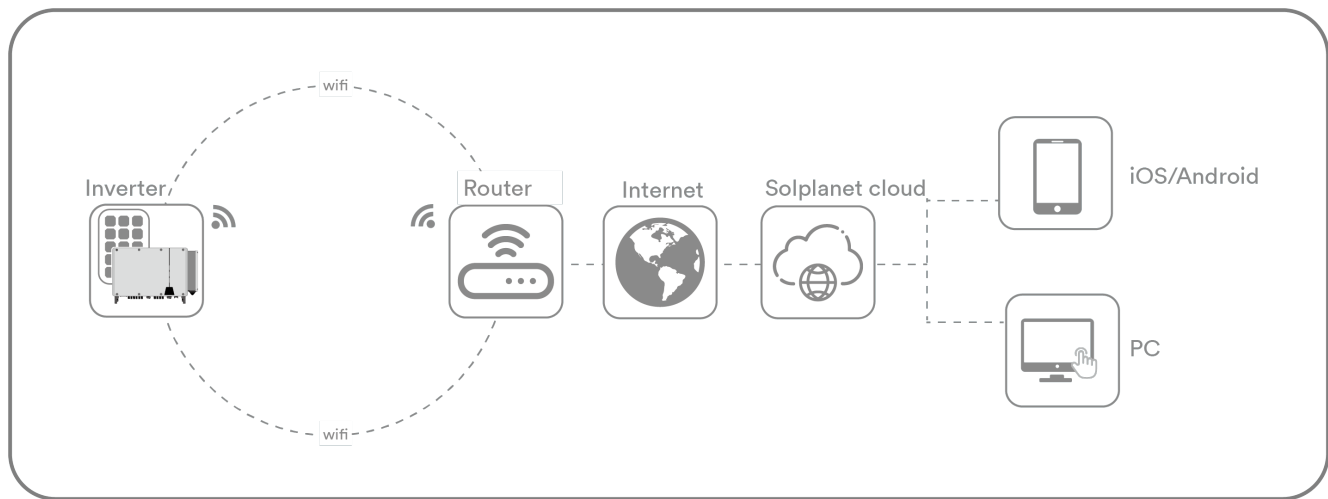 wifi
Inverter
Router
Internet
Solplanet cloud
iOS/Android
PC
wifi